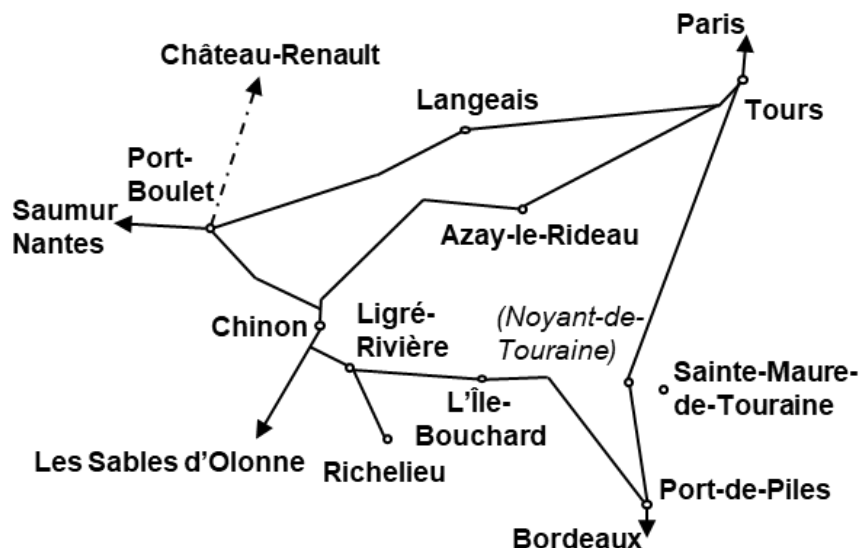 Paris
Château-Renault
Langeais
Tours
Port-
Boulet
Saumur
Nantes
Azay-le-Rideau
Chinon
Ligré-
Rivière
(Noyant-de-
Touraine)
Sainte-Maure-
de-Touraine
L'Île-
Bouchard
Les Sables d'Olonne
Richelieu
Port-de-Piles
Bordeaux